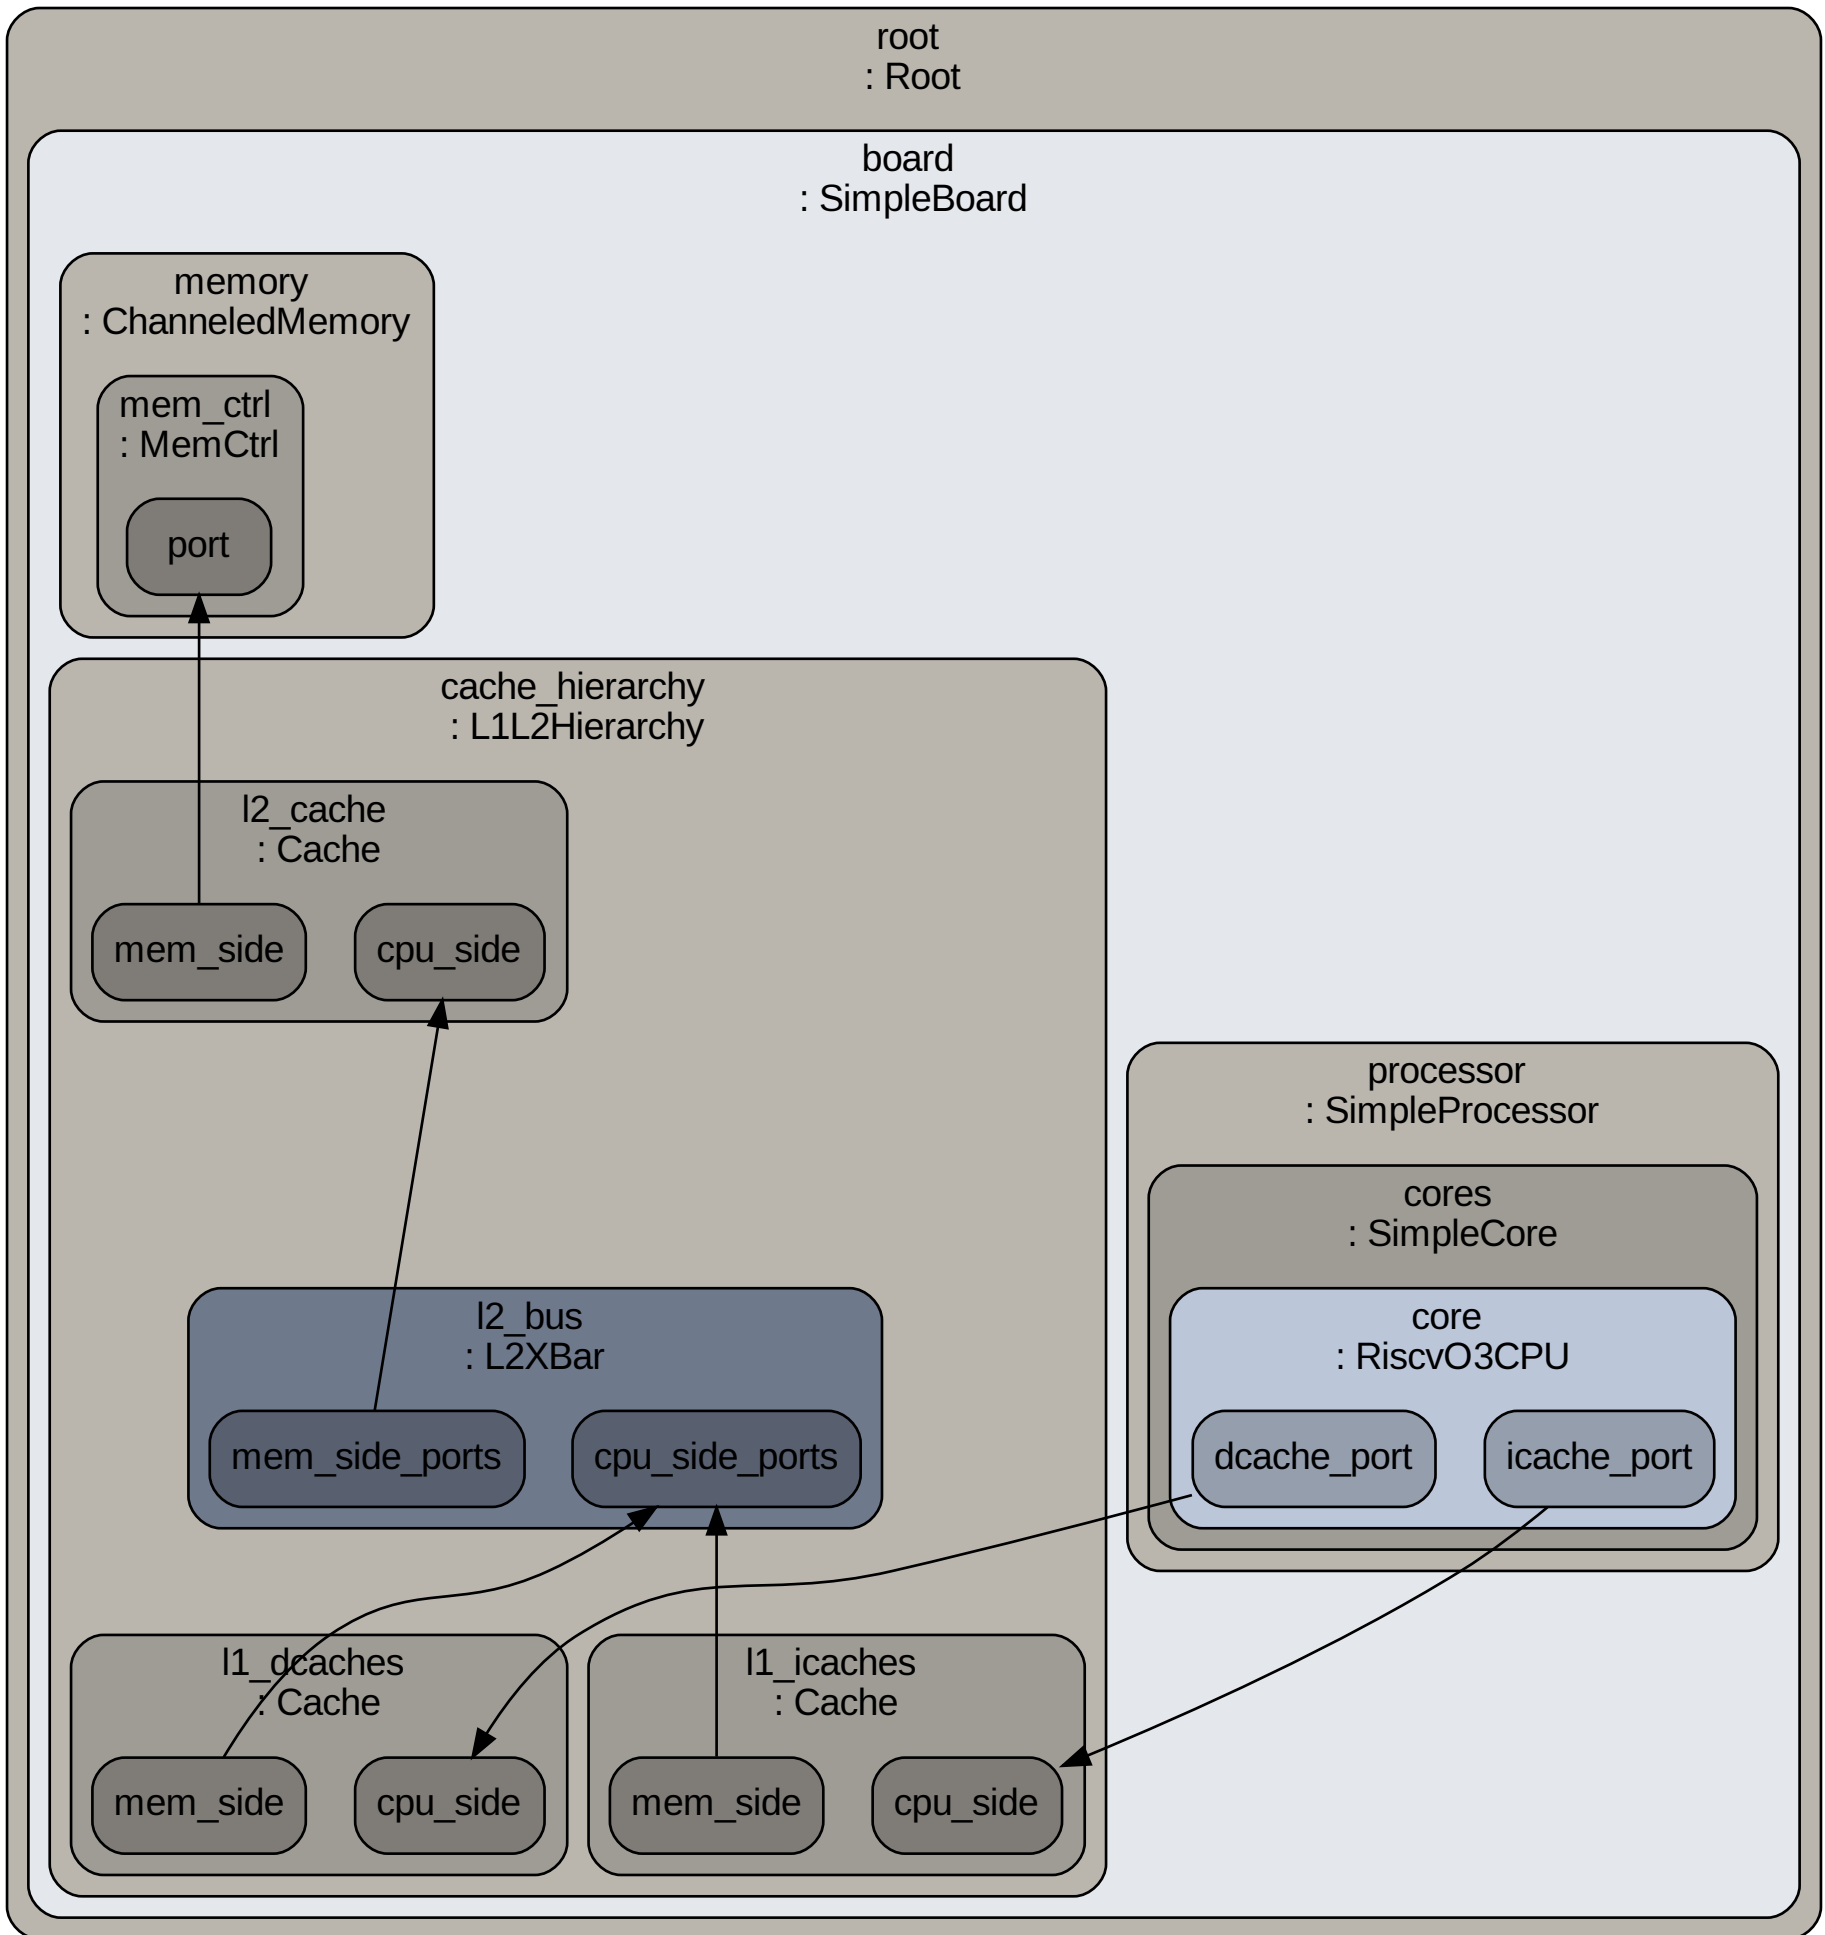 root
: Root
board
: SimpleBoard
memory
: ChanneledMemory
mem_ctrl
: MemCtrl
port
cache_hierarchy
: L1L2Hierarchy
l2_cache
: Cache
mem_side
cpu_side
processor
: SimpleProcessor
cores
: SimpleCore
l2_bus
: L2XBar
mem_side_ports
cpu_side_ports
core
: RiscvO3CPU
dcache_port
icache_port
l1_dcaches
: Cache
mem_side
cpu_side
l1_icaches
: Cache
mem_side
cpu_side